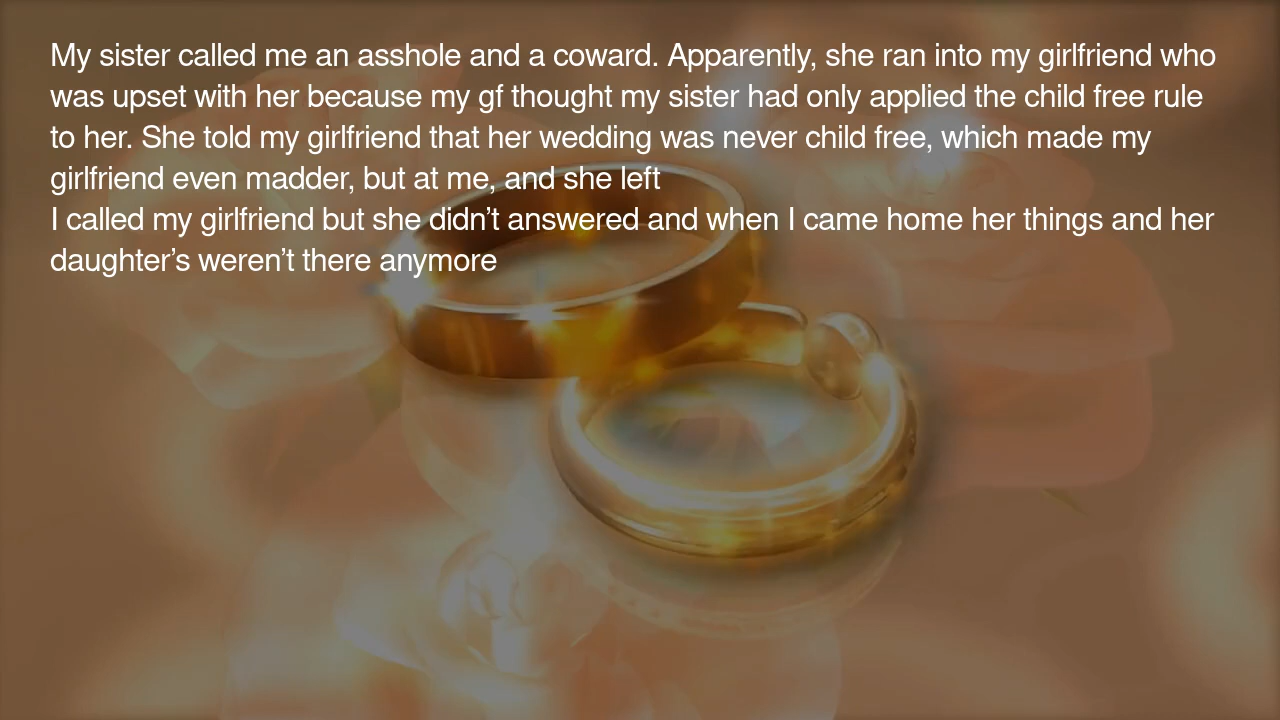 My sister called me an asshole and a coward. Apparently, she ran into my girlfriend who
was upset with her because my gf thought my sister had only applied the child free rule
to her. She told my girlfriend that her wedding was never child free, which made my
girlfriend even madder, but at me, and she left
I called my girlfriend but she didn’t answered and when I came home her things and her
daughter’s weren’t there anymore